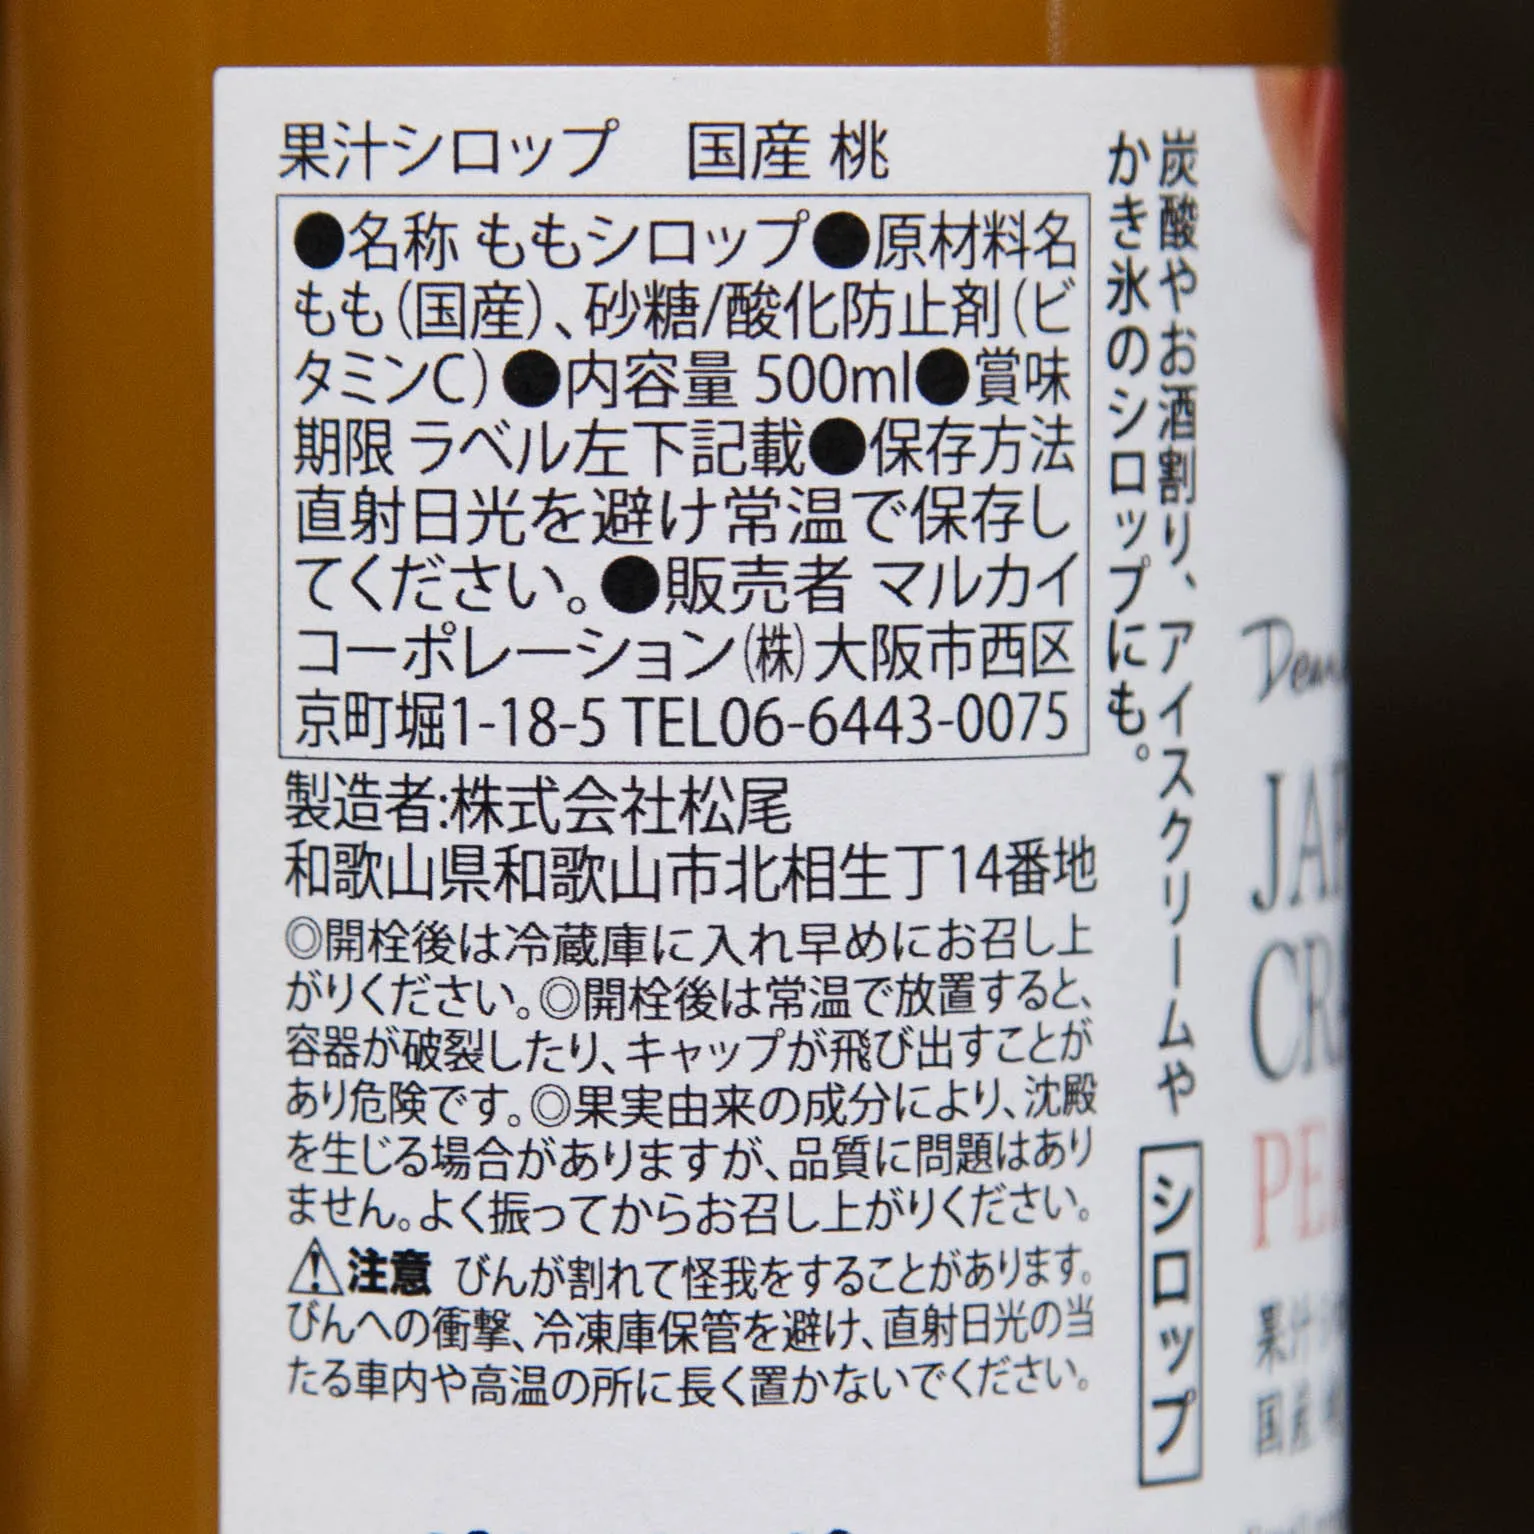 果汁シロップ　国産 桃
●名称 ももシロップ●原材料名
もも(国産)、砂糖/酸化防止剤(ビ
タミンC)●内容量 500ml●賞味
期限 ラベル左下記載●保存方法
直射日光を避け常温で保存し
てください。●販売者 マルカイ
コーポレーション㈱大阪市西区
京町堀1-18-5 TEL06-6443-0075
製造者:株式会社松尾
和歌山県和歌山市北相生丁14番地
◎開栓後は冷蔵庫に入れ早めにお召し上
がりください。◎開栓後は常温で放置すると、
容器が破裂したり、キャップが飛び出すことが
あり危険です。◎果実由来の成分により、沈殿
を生じる場合がありますが、品質に問題はあり
ません。よく振ってからお召し上がりください。
⚠注意 びんが割れて怪我をすることがあります。
びんへの衝撃、冷凍庫保管を避け、直射日光の当
たる車内や高温の所に長く置かないでください。
炭酸やお酒割り、アイスクリームや
かき氷のシロップにも。
シロップ
果汁
国産